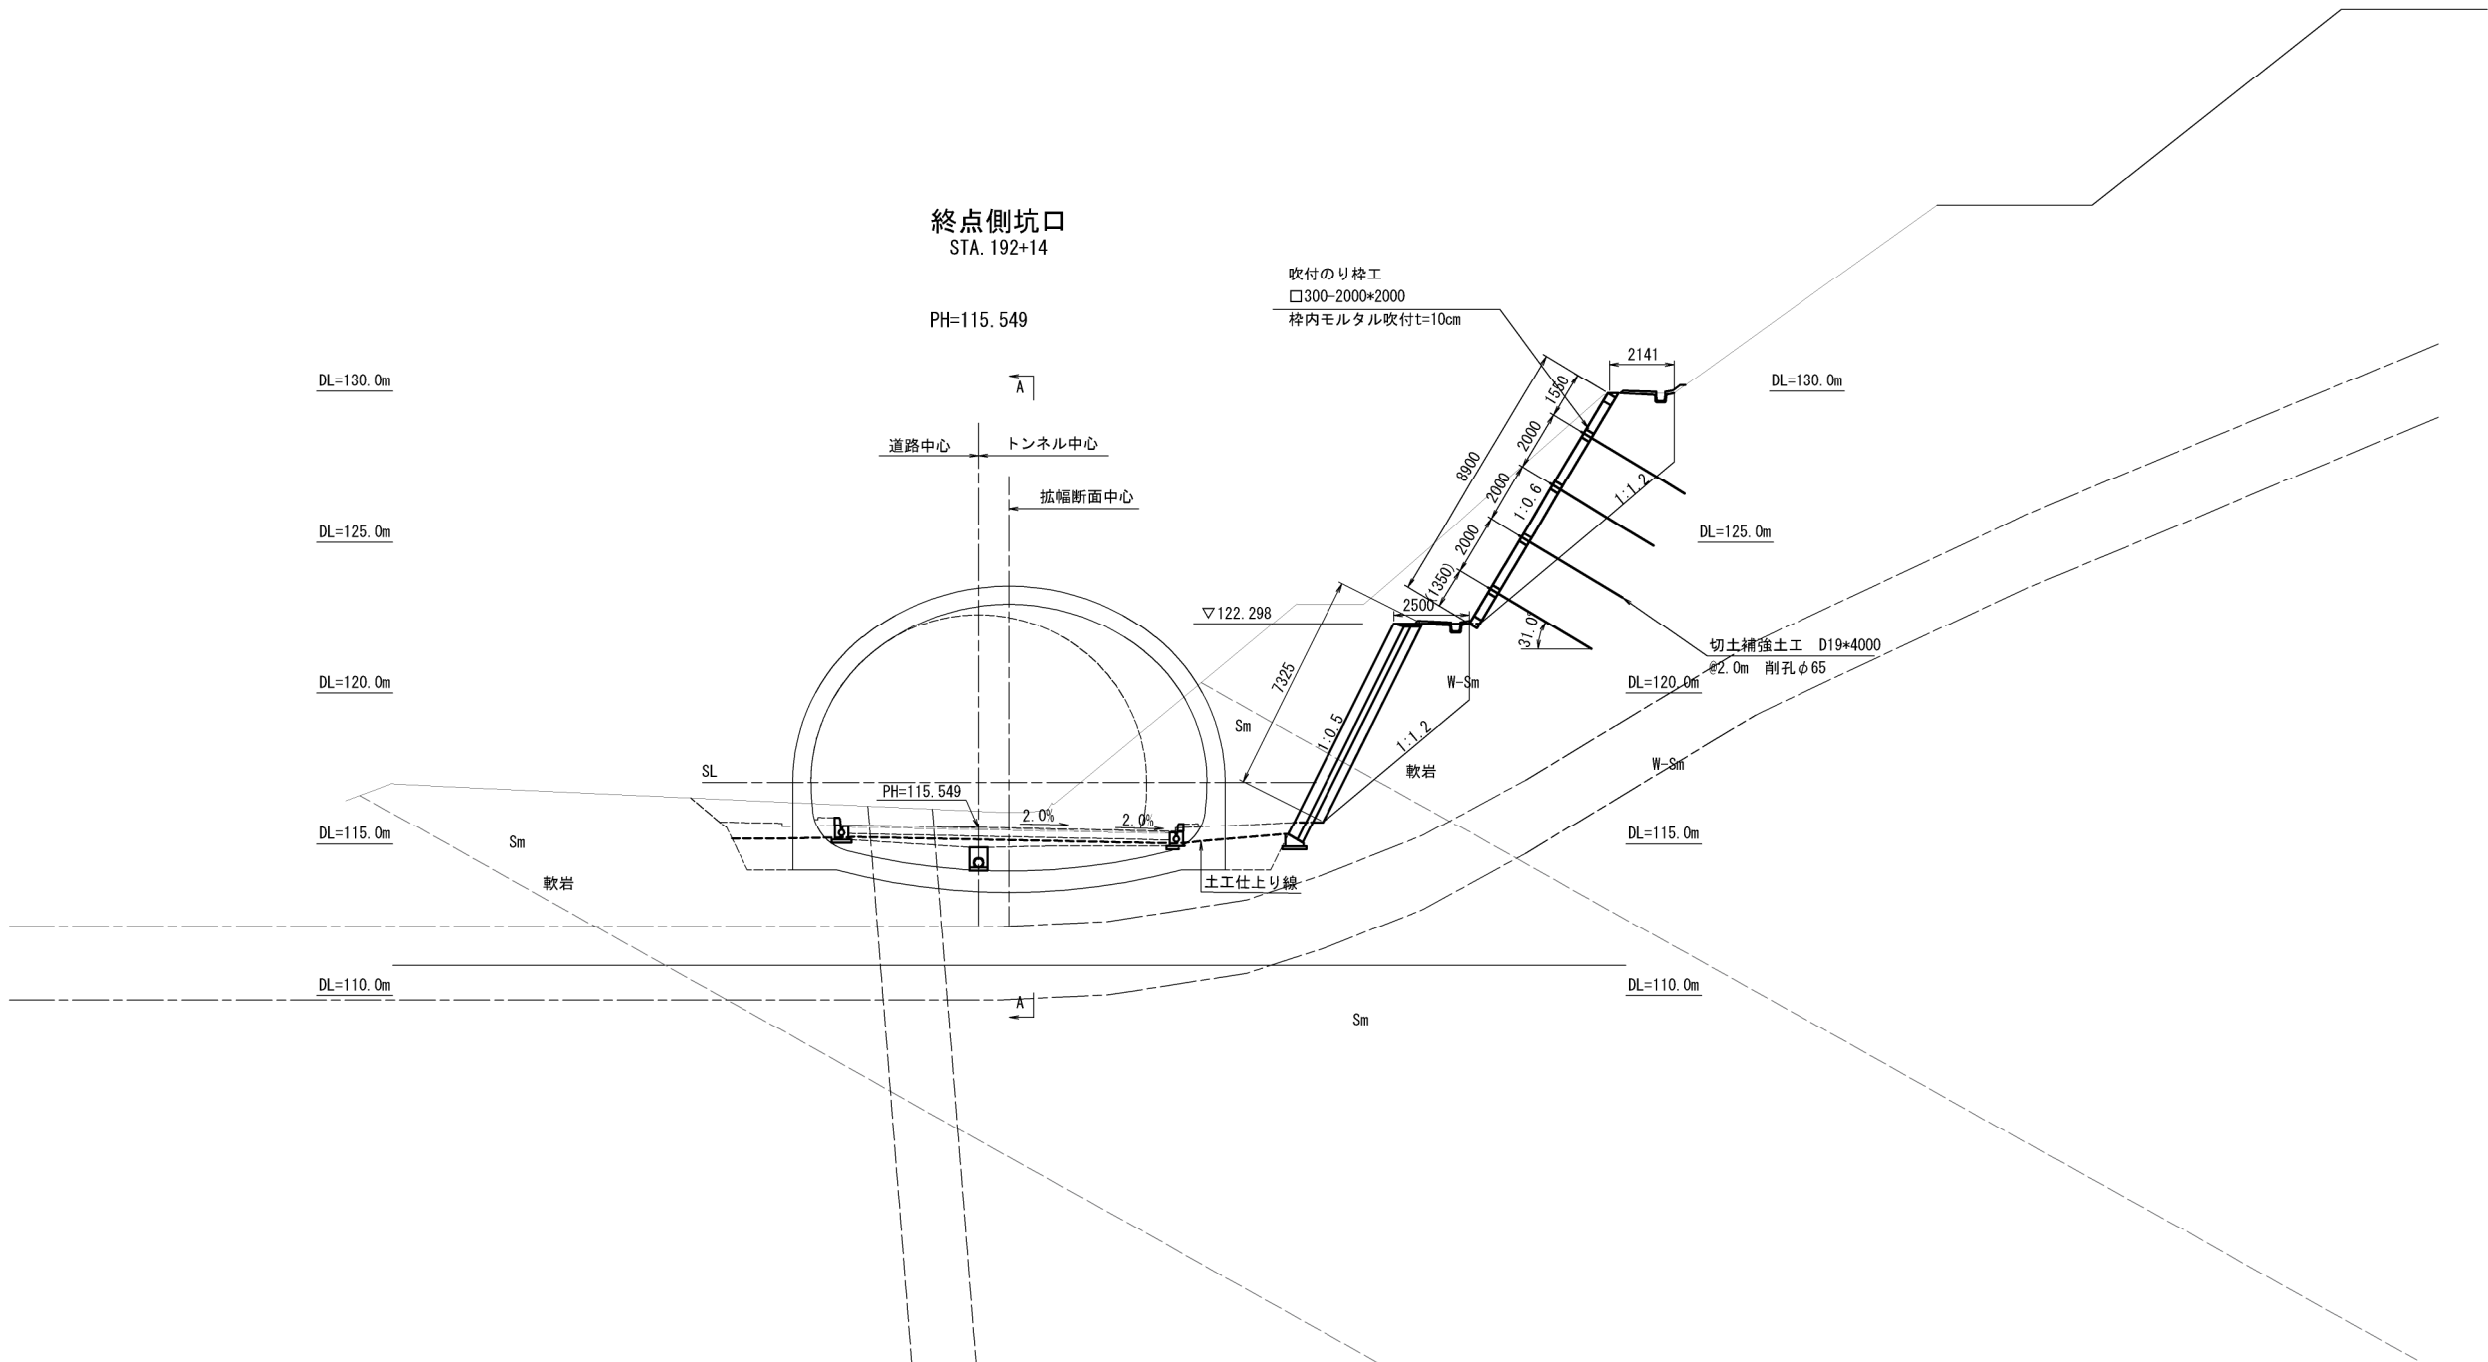 終点側坑口
STA. 192+14
吹付のり枠工
□300-2000*2000
枠内モルタル吹付t=10cm
PH=115.549
2141
DL=130.0m
A
DL=130.0m
1550
道路中心
トンネル中心
2000
8900
2000
1:0.6
1:1.2
拡幅断面中心
DL=125.0m
2000
DL=125.0m
(1350)
2500
▽122.298
31.0°
切土補強土工 D19*4000
@2.0m 削孔φ65
7325
DL=120.0m
W-Sm
DL=120.0m
Sm
1:0.5
1:1.2
SL
軟岩
W-Sm
PH=115.549
2.0%
2.0%
DL=115.0m
Sm
DL=115.0m
軟岩
土工仕上り線
DL=110.0m
A
DL=110.0m
Sm